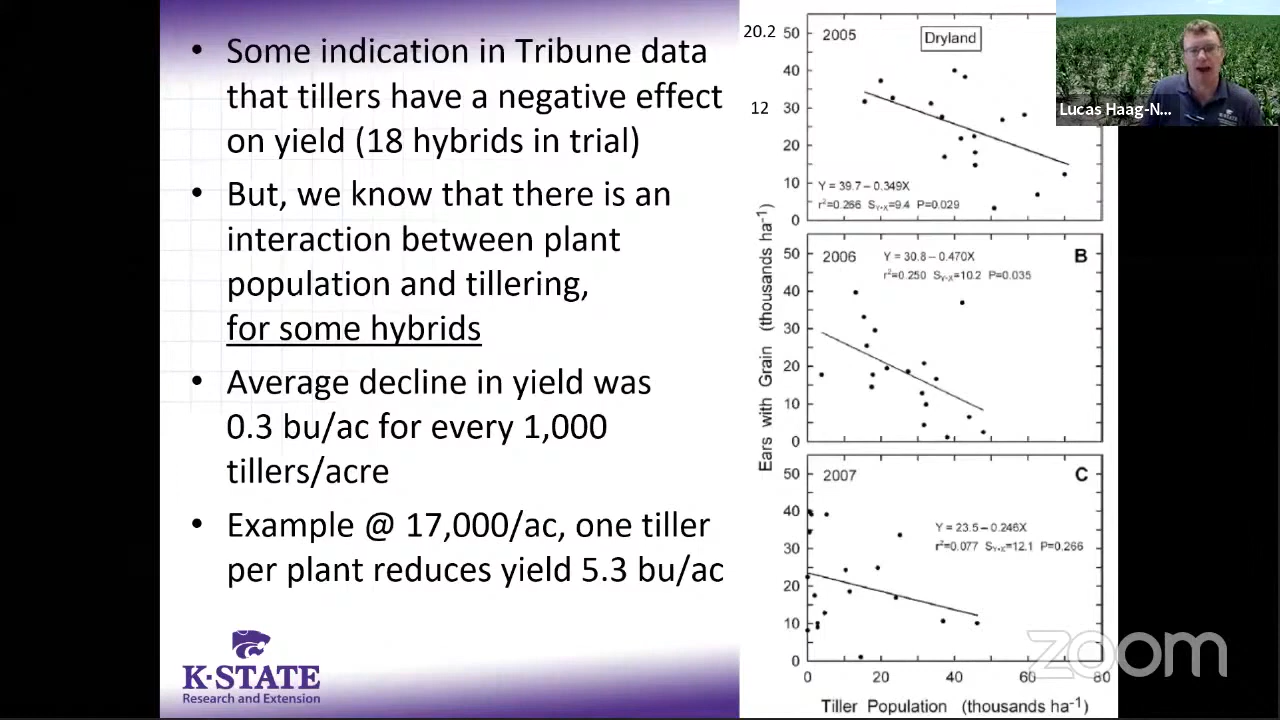 • Some indication in Tribune data
that tillers have a negative effect
on yield (18 hybrids in trial)
• But, we know that there is an
interaction between plant
population and tillering,
for some hybrids
• Average decline in yield was
0.3 bu/ac for every 1,000
tillers/acre
• Example @ 17,000/ac, one tiller
per plant reduces yield 5.3 bu/ac
K-STATE
Research and Extension
20.2
12
Ears with Grain (thousands ha⁻¹)
50
40
30
20
10
0
2005
Dryland
Y = 39.7–0.349X
r²=0.266 SY•X=9.4 P=0.029
50
40
30
20
10
0
2006
Y = 30.8–0.470X
B
r²=0.250 SY•X=10.2 P=0.035
50
40
30
20
10
0
2007
C
Y = 23.5–0.246X
r²=0.077 SY•X=12.1 P=0.266
0 20 40 60 80
Tiller Population (thousands ha⁻¹)
Lucas Haag-N...
zoom